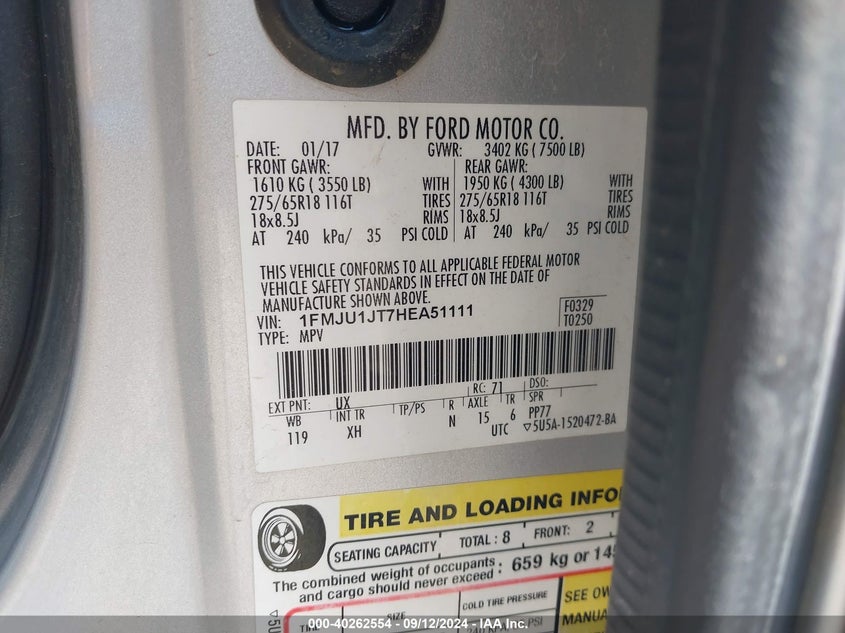 MFD. BY FORD MOTOR CO.
DATE: 01/17 GVWR: 3402 KG ( 7500 LB)
FRONT GAWR: REAR GAWR:
1610 KG ( 3550 LB) WITH 1950 KG ( 4300 LB) WITH
275/65R18 116T TIRES 275/65R18 116T TIRES
18x8.5J RIMS 18x8.5J RIMS
AT 240 kPa/ 35 PSI COLD AT 240 kPa/ 35 PSI COLD
THIS VEHICLE CONFORMS TO ALL APPLICABLE FEDERAL MOTOR
VEHICLE SAFETY STANDARDS IN EFFECT ON THE DATE OF
MANUFACTURE SHOWN ABOVE.
VIN: 1FMJU1JT7HEA51111 F0329
TYPE: MPV T0250
EXT PNT: UX RC: 71 DSO:
WB INT TR TP/PS R AXLE TR SPR
119 XH N 15 6 PP77
UTC ▽5U5A-1520472-BA
TIRE AND LOADING
SEATING CAPACITY TOTAL : 8 FRONT: 2
The combined weight of occupants
and cargo should never exceed : 659 kg or
SIZE COLD TIRE PRESSURE SEE
000-40262554 - 09/12/2024 - IAA Inc.